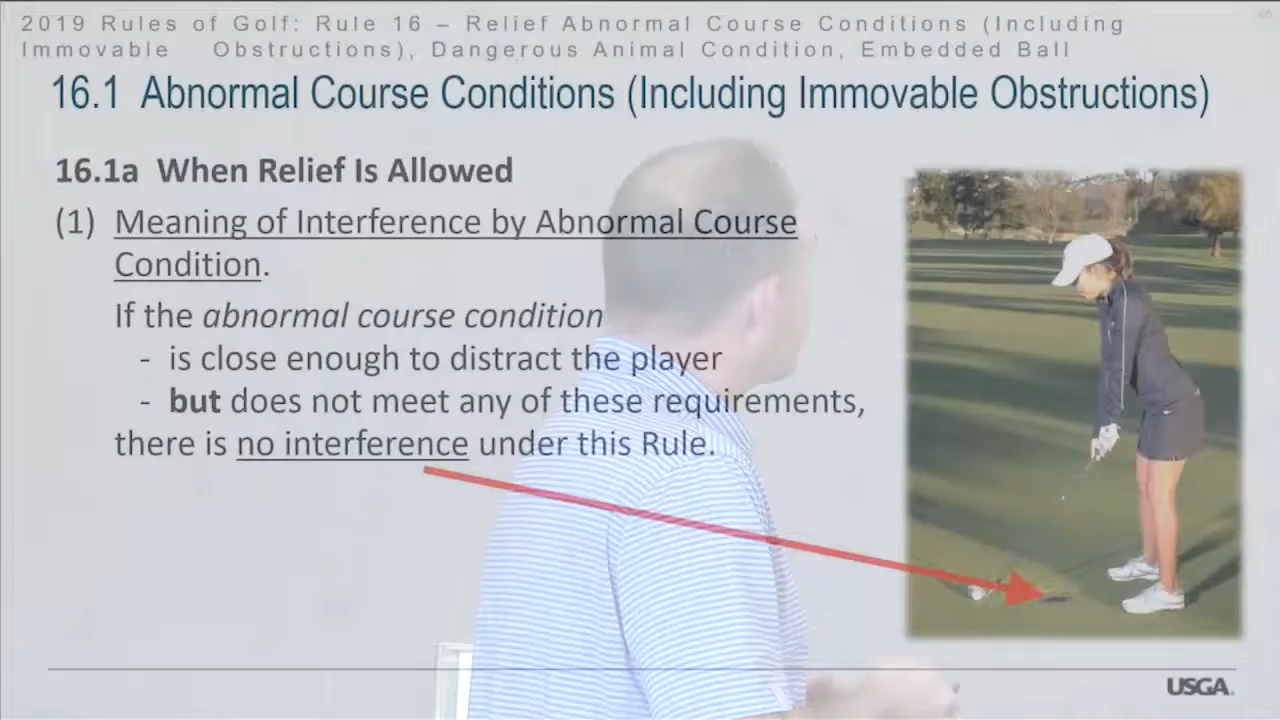 2019 Rules of Golf: Rule 16 – Relief Abnormal Course Conditions (Including
Immovable Obstructions), Dangerous Animal Condition, Embedded Ball
16.1 Abnormal Course Conditions (Including Immovable Obstructions)
16.1a When Relief Is Allowed
(1) Meaning of Interference by Abnormal Course
Condition.
If the abnormal course condition
- is close enough to distract the player
- but does not meet any of these requirements,
there is no interference under this Rule.
USGA.